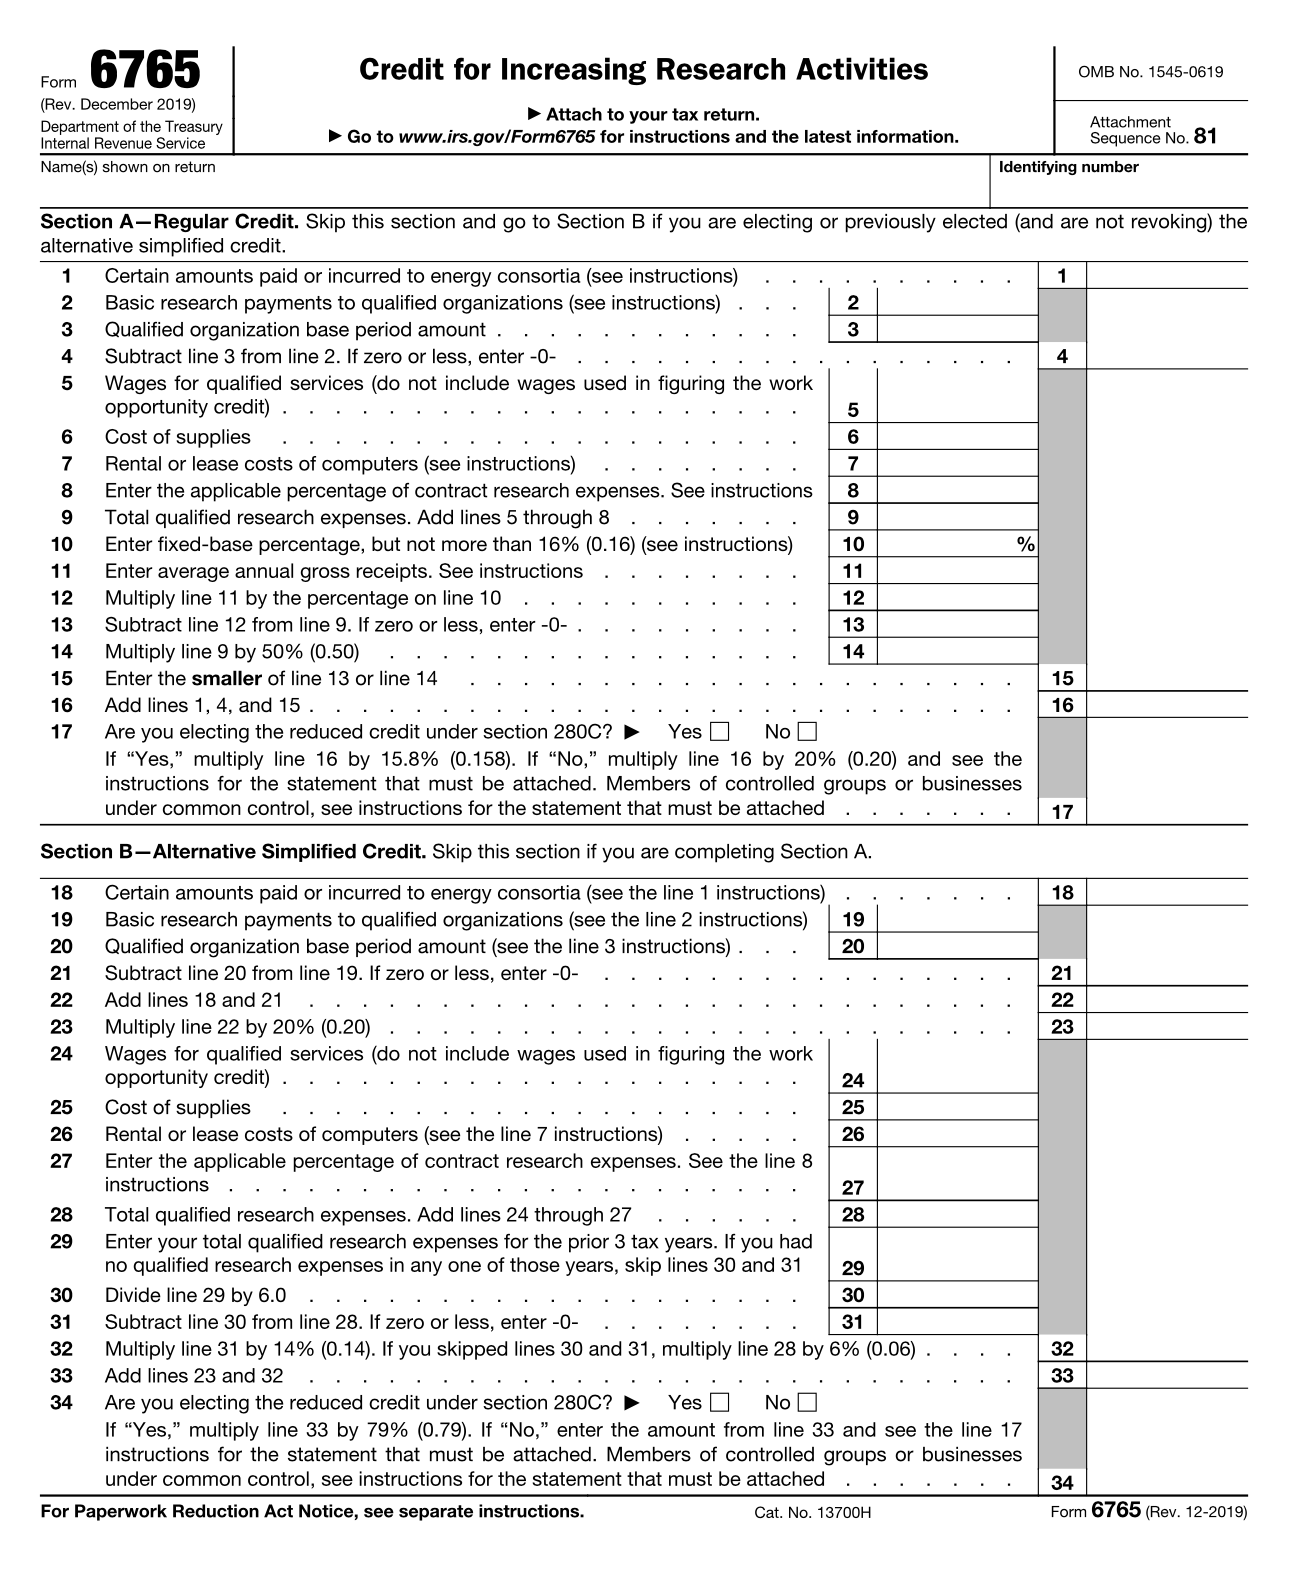 Form 6765
(Rev. December 2019)
Department of the Treasury
Internal Revenue Service
Credit for Increasing Research Activities
▶ Attach to your tax return.
▶ Go to www.irs.gov/Form6765 for instructions and the latest information.
OMB No. 1545-0619
Attachment
Sequence No. 81
Name(s) shown on return
Identifying number
Section A—Regular Credit. Skip this section and go to Section B if you are electing or previously elected (and are not revoking) the
alternative simplified credit.
1 Certain amounts paid or incurred to energy consortia (see instructions) . . . . . . . . . . 1
2 Basic research payments to qualified organizations (see instructions) . . . 2
3 Qualified organization base period amount . . . . . . . . . . . . 3
4 Subtract line 3 from line 2. If zero or less, enter -0- . . . . . . . . . . . . . . . . . 4
5 Wages for qualified services (do not include wages used in figuring the work
opportunity credit) . . . . . . . . . . . . . . . . . . . . 5
6 Cost of supplies . . . . . . . . . . . . . . . . . . . . 6
7 Rental or lease costs of computers (see instructions) . . . . . . . . 7
8 Enter the applicable percentage of contract research expenses. See instructions 8
9 Total qualified research expenses. Add lines 5 through 8 . . . . . . . 9
10 Enter fixed-base percentage, but not more than 16% (0.16) (see instructions) 10 %
11 Enter average annual gross receipts. See instructions . . . . . . . . 11
12 Multiply line 11 by the percentage on line 10 . . . . . . . . . . . 12
13 Subtract line 12 from line 9. If zero or less, enter -0- . . . . . . . . . 13
14 Multiply line 9 by 50% (0.50) . . . . . . . . . . . . . . . . 14
15 Enter the smaller of line 13 or line 14 . . . . . . . . . . . . . . . . . . . . . 15
16 Add lines 1, 4, and 15 . . . . . . . . . . . . . . . . . . . . . . . . . . . 16
17 Are you electing the reduced credit under section 280C? ▶ Yes ☐ No ☐
If “Yes,” multiply line 16 by 15.8% (0.158). If “No,” multiply line 16 by 20% (0.20) and see the
instructions for the statement that must be attached. Members of controlled groups or businesses
under common control, see instructions for the statement that must be attached . . . . . . . 17
Section B—Alternative Simplified Credit. Skip this section if you are completing Section A.
18 Certain amounts paid or incurred to energy consortia (see the line 1 instructions) . . . . . . . 18
19 Basic research payments to qualified organizations (see the line 2 instructions) 19
20 Qualified organization base period amount (see the line 3 instructions) . . . 20
21 Subtract line 20 from line 19. If zero or less, enter -0- . . . . . . . . . . . . . . . . 21
22 Add lines 18 and 21 . . . . . . . . . . . . . . . . . . . . . . . . . . . 22
23 Multiply line 22 by 20% (0.20) . . . . . . . . . . . . . . . . . . . . . . . . 23
24 Wages for qualified services (do not include wages used in figuring the work
opportunity credit) . . . . . . . . . . . . . . . . . . . . 24
25 Cost of supplies . . . . . . . . . . . . . . . . . . . . 25
26 Rental or lease costs of computers (see the line 7 instructions) . . . . . 26
27 Enter the applicable percentage of contract research expenses. See the line 8
instructions . . . . . . . . . . . . . . . . . . . . . . 27
28 Total qualified research expenses. Add lines 24 through 27 . . . . . . 28
29 Enter your total qualified research expenses for the prior 3 tax years. If you had
no qualified research expenses in any one of those years, skip lines 30 and 31 29
30 Divide line 29 by 6.0 . . . . . . . . . . . . . . . . . . . 30
31 Subtract line 30 from line 28. If zero or less, enter -0- . . . . . . . . 31
32 Multiply line 31 by 14% (0.14). If you skipped lines 30 and 31, multiply line 28 by 6% (0.06) . . . . 32
33 Add lines 23 and 32 . . . . . . . . . . . . . . . . . . . . . . . . . . . 33
34 Are you electing the reduced credit under section 280C? ▶ Yes ☐ No ☐
If “Yes,” multiply line 33 by 79% (0.79). If “No,” enter the amount from line 33 and see the line 17
instructions for the statement that must be attached. Members of controlled groups or businesses
under common control, see instructions for the statement that must be attached . . . . . . . 34
For Paperwork Reduction Act Notice, see separate instructions. Cat. No. 13700H Form 6765 (Rev. 12-2019)